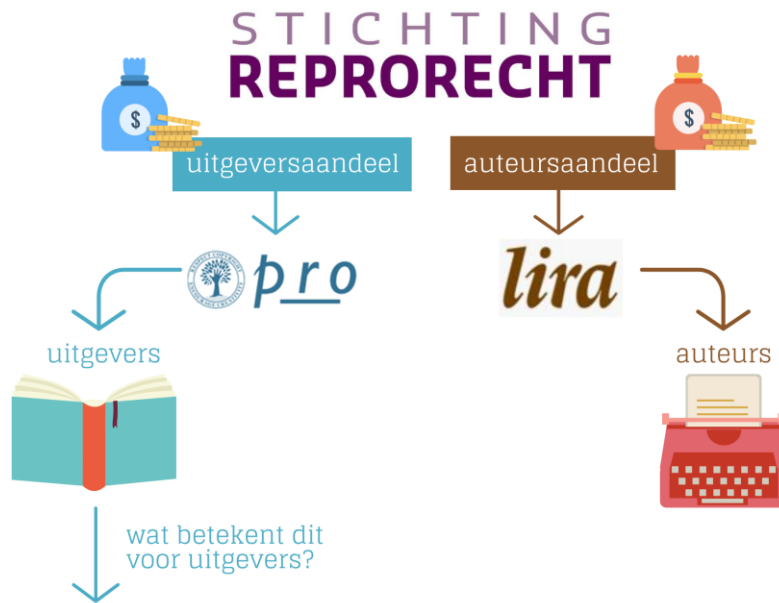 STICHTING
REPRORECHT
$
$
uitgeversaandeel
auteursaandeel
pro
lira
uitgevers
auteurs
wat betekent dit
voor uitgevers?